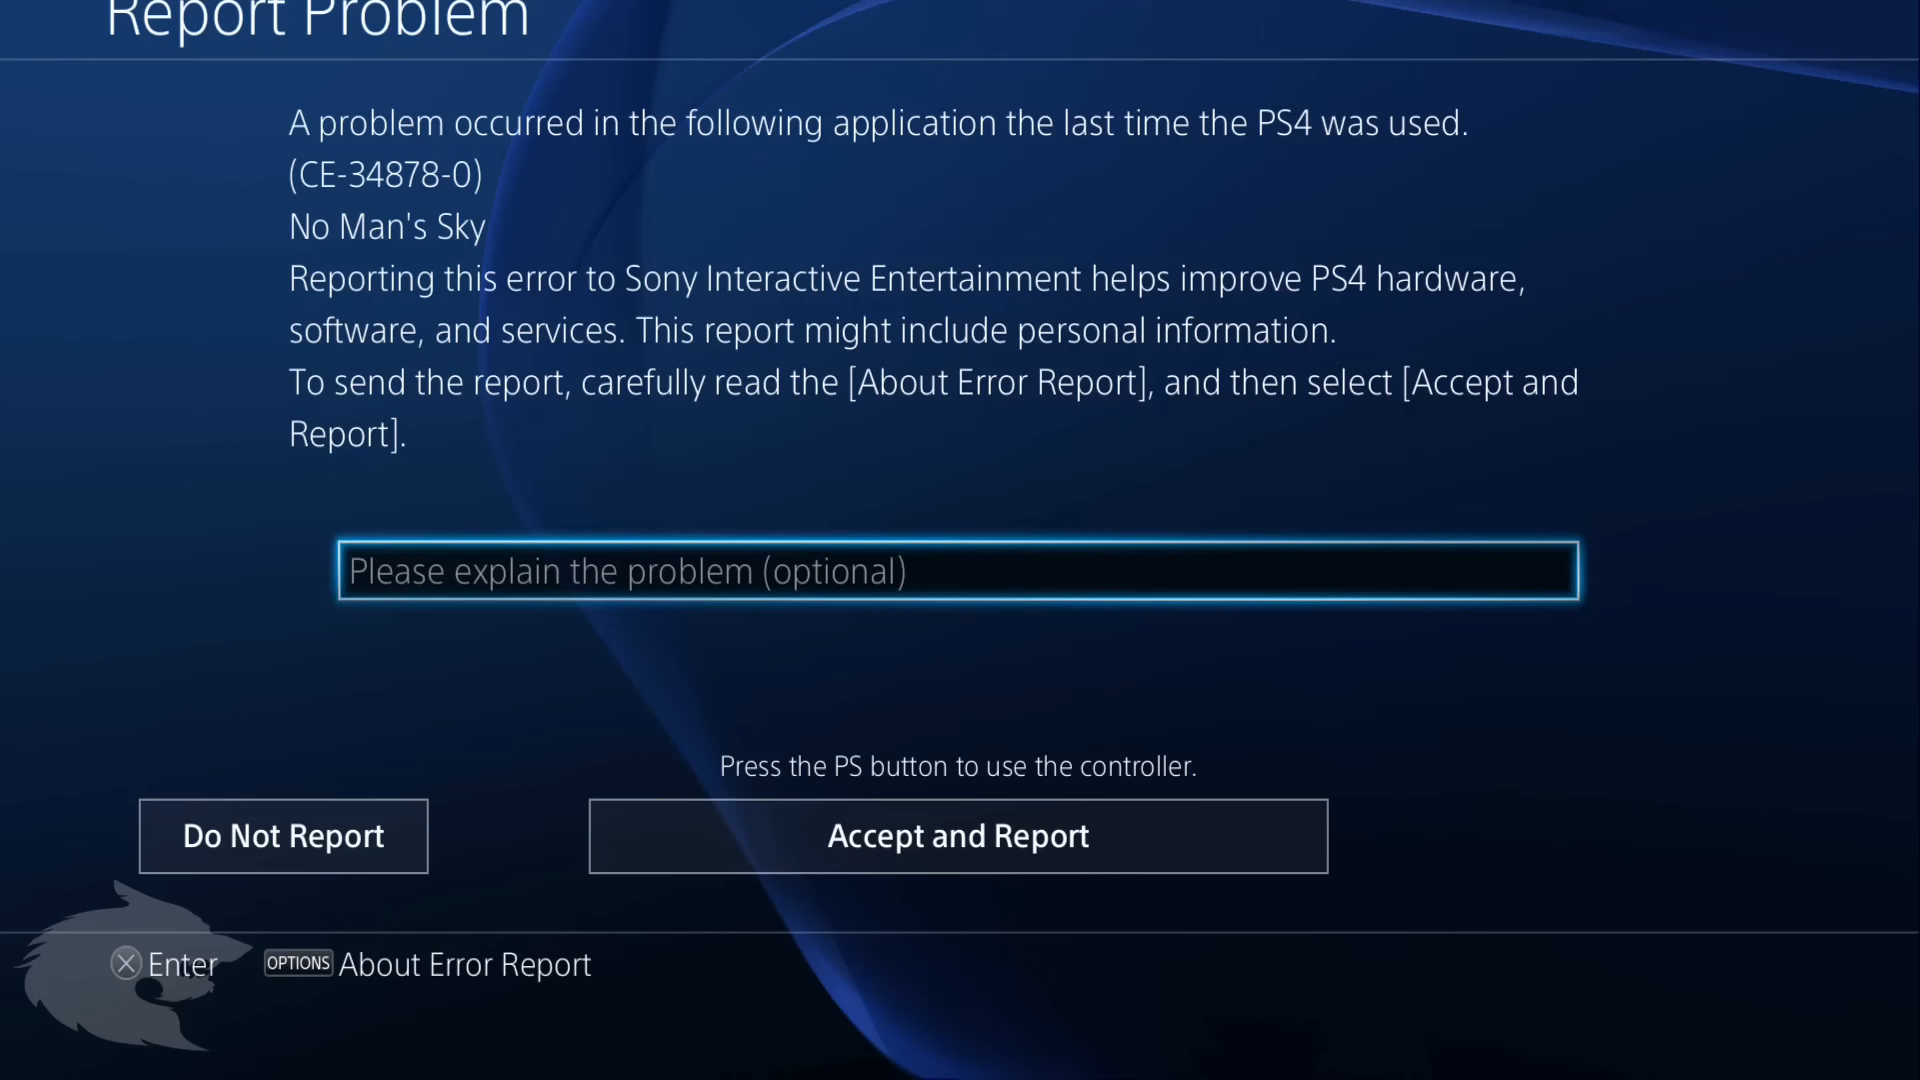 Report Problem
A problem occurred in the following application the last time the PS4 was used.
(CE-34878-0)
No Man's Sky
Reporting this error to Sony Interactive Entertainment helps improve PS4 hardware,
software, and services. This report might include personal information.
To send the report, carefully read the [About Error Report], and then select [Accept and
Report].
Please explain the problem (optional)
Press the PS button to use the controller.
Do Not Report
Accept and Report
Enter
OPTIONS About Error Report